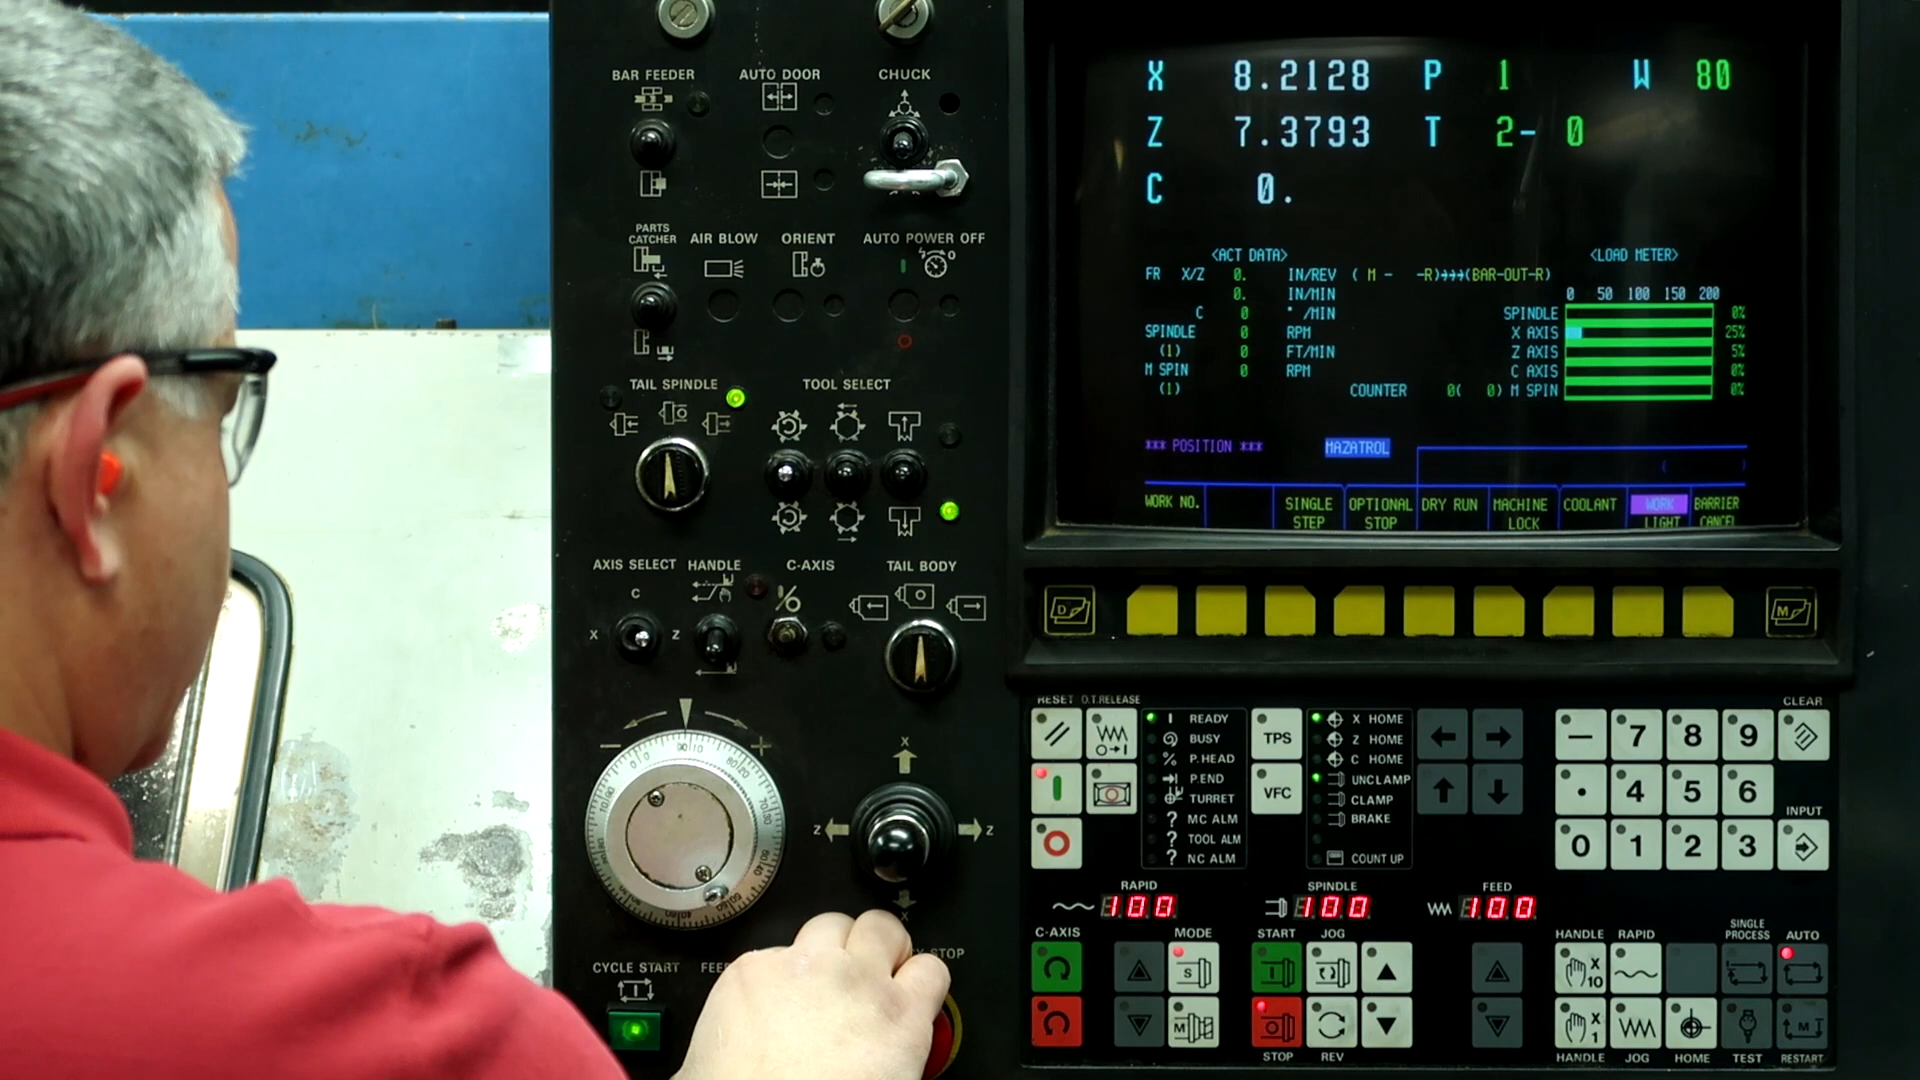 BAR FEEDER
AUTO DOOR
CHUCK
PARTS
CATCHER
AIR BLOW
ORIENT
AUTO POWER OFF
TAIL SPINDLE
TOOL SELECT
AXIS SELECT
HANDLE
C-AXIS
TAIL BODY
C
X
Z
X
Z
Z
X
CYCLE START
STOP
X 8.2128 P 1 W 80
Z 7.3793 T 2- 0
C 0.
<ACT DATA>
<LOAD METER>
FR X/Z 0. IN/REV ( M - -R)→→→(BAR-OUT-R)
0. IN/MIN
0 50 100 150 200
C 0 ° /MIN
SPINDLE 0%
SPINDLE 0 RPM
X AXIS 25%
(1) 0 FT/MIN
Z AXIS 5%
M SPIN 0 RPM
C AXIS 0%
(1)
COUNTER 0( 0)
M SPIN 0%
*** POSITION ***
MAZATROL
WORK NO.
SINGLE
STEP
OPTIONAL
STOP
DRY RUN
MACHINE
LOCK
COOLANT
WORK
LIGHT
BARRIER
CANCEL
D
M
RESET O.T.RELEASE
READY
BUSY
P.HEAD
P.END
TURRET
? MC ALM
? TOOL ALM
? NC ALM
TPS
VFC
X HOME
Z HOME
C HOME
UNCLAMP
CLAMP
BRAKE
COUNT UP
CLEAR
— 7 8 9
. 4 5 6
INPUT
0 1 2 3
RAPID
100
SPINDLE
100
FEED
100
C-AXIS
MODE
S
M
START
JOG
STOP
REV
HANDLE
RAPID
SINGLE
PROCESS
AUTO
X
10
X
1
M
HANDLE
JOG
HOME
TEST
RESTART